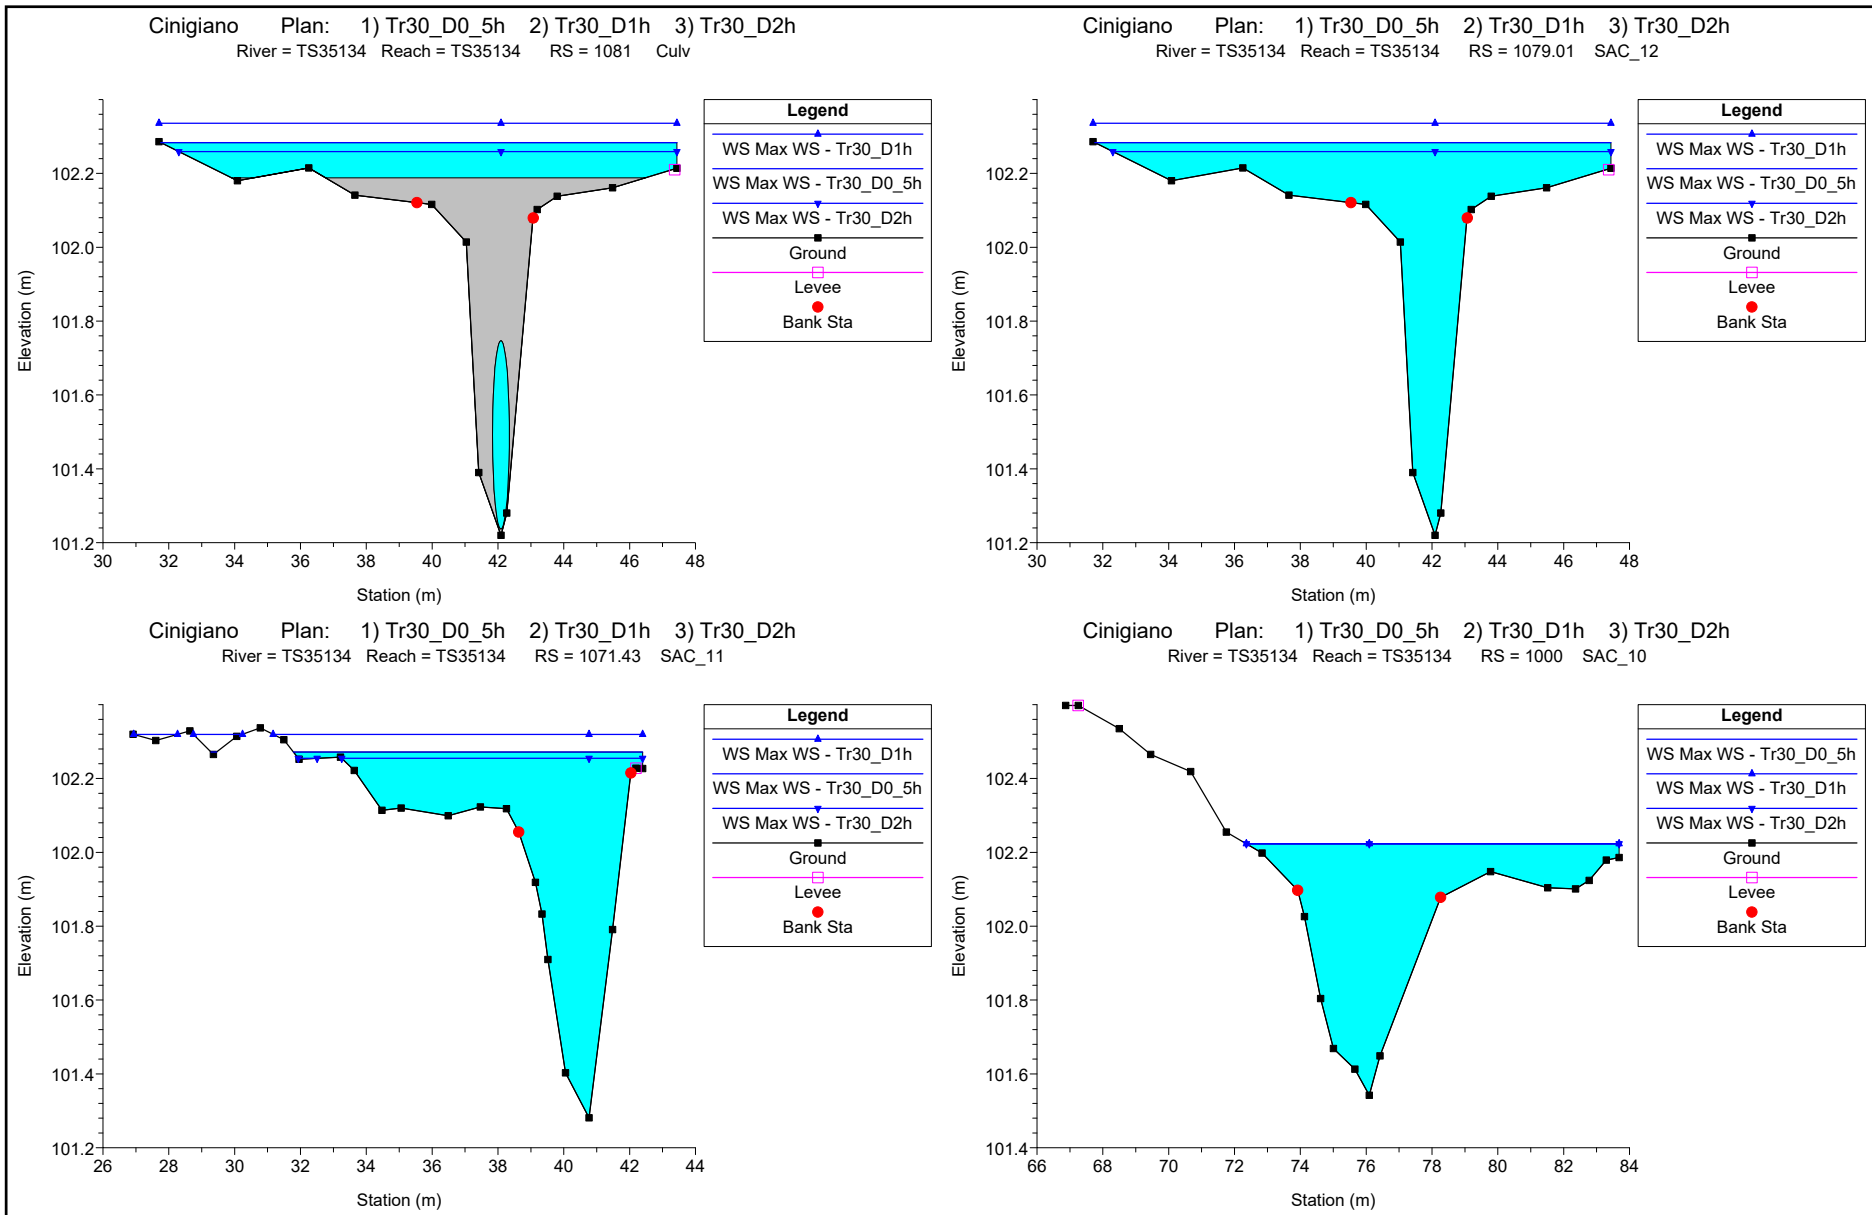 Cinigiano Plan: 1) Tr30_D0_5h 2) Tr30_D1h 3) Tr30_D2h
River = TS35134 Reach = TS35134 RS = 1081 Culv
Elevation (m)
102.2
102.0
101.8
101.6
101.4
101.2
30 32 34 36 38 40 42 44 46 48
Station (m)
Legend
WS Max WS - Tr30_D1h
WS Max WS - Tr30_D0_5h
WS Max WS - Tr30_D2h
Ground
Levee
Bank Sta
Cinigiano Plan: 1) Tr30_D0_5h 2) Tr30_D1h 3) Tr30_D2h
River = TS35134 Reach = TS35134 RS = 1079.01 SAC_12
Elevation (m)
102.2
102.0
101.8
101.6
101.4
101.2
30 32 34 36 38 40 42 44 46 48
Station (m)
Legend
WS Max WS - Tr30_D1h
WS Max WS - Tr30_D0_5h
WS Max WS - Tr30_D2h
Ground
Levee
Bank Sta
Cinigiano Plan: 1) Tr30_D0_5h 2) Tr30_D1h 3) Tr30_D2h
River = TS35134 Reach = TS35134 RS = 1071.43 SAC_11
Elevation (m)
102.2
102.0
101.8
101.6
101.4
101.2
26 28 30 32 34 36 38 40 42 44
Station (m)
Legend
WS Max WS - Tr30_D1h
WS Max WS - Tr30_D0_5h
WS Max WS - Tr30_D2h
Ground
Levee
Bank Sta
Cinigiano Plan: 1) Tr30_D0_5h 2) Tr30_D1h 3) Tr30_D2h
River = TS35134 Reach = TS35134 RS = 1000 SAC_10
Elevation (m)
102.4
102.2
102.0
101.8
101.6
101.4
66 68 70 72 74 76 78 80 82 84
Station (m)
Legend
WS Max WS - Tr30_D0_5h
WS Max WS - Tr30_D1h
WS Max WS - Tr30_D2h
Ground
Levee
Bank Sta